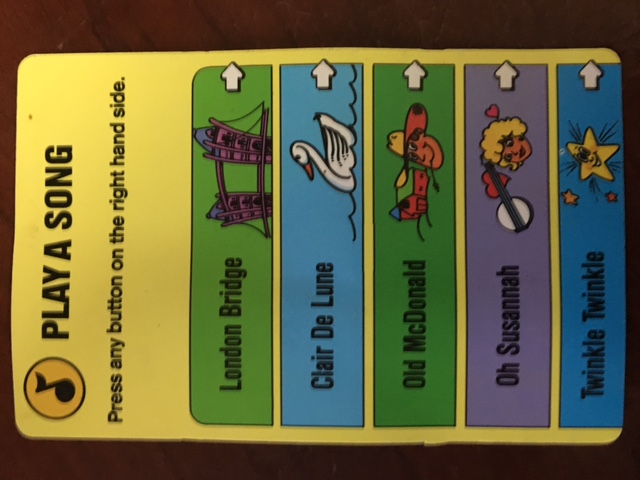 PLAY A SONG
Press any button on the right hand side.
London Bridge
Clair De Lune
Old McDonald
Oh Susannah
Twinkle Twinkle